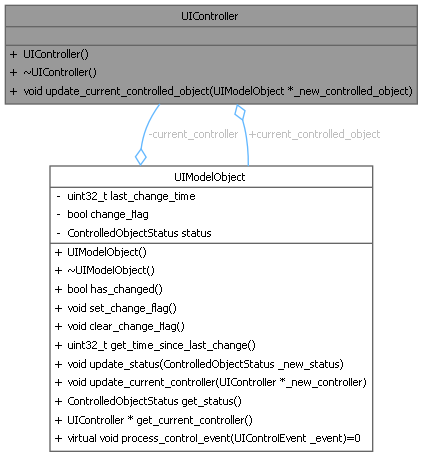 UIController
+ UIController()
+ ~UIController()
+ void update_current_controlled_object(UIModelObject *_new_controlled_object)
-current_controller +current_controlled_object
UIModelObject
- uint32_t last_change_time
- bool change_flag
- ControlledObjectStatus status
+ UIModelObject()
+ ~UIModelObject()
+ bool has_changed()
+ void set_change_flag()
+ void clear_change_flag()
+ uint32_t get_time_since_last_change()
+ void update_status(ControlledObjectStatus _new_status)
+ void update_current_controller(UIController *_new_controller)
+ ControlledObjectStatus get_status()
+ UIController * get_current_controller()
+ virtual void process_control_event(UIControlEvent _event)=0